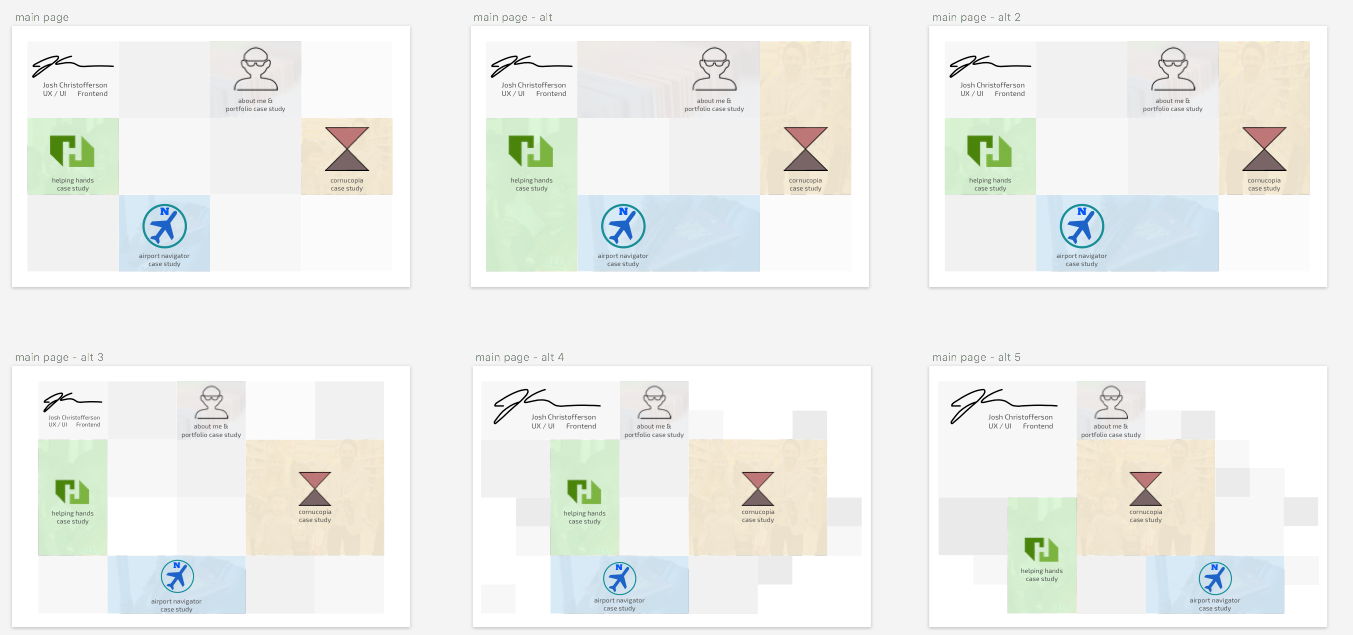 main page
Josh Christofferson
UX / UI Frontend
about me &
portfolio case study
helping hands
case study
cornucopia
case study
N
airport navigator
case study
main page - alt
Josh Christofferson
UX / UI Frontend
about me &
portfolio case study
helping hands
case study
cornucopia
case study
N
airport navigator
case study
main page - alt 2
Josh Christofferson
UX / UI Frontend
about me &
portfolio case study
helping hands
case study
cornucopia
case study
N
airport navigator
case study
main page - alt 3
Josh Christofferson
UX / UI Frontend
about me &
portfolio case study
helping hands
case study
cornucopia
case study
N
airport navigator
case study
main page - alt 4
Josh Christofferson
UX / UI Frontend
about me &
portfolio case study
helping hands
case study
cornucopia
case study
N
airport navigator
case study
main page - alt 5
Josh Christofferson
UX / UI Frontend
about me &
portfolio case study
cornucopia
case study
helping hands
case study
N
airport navigator
case study